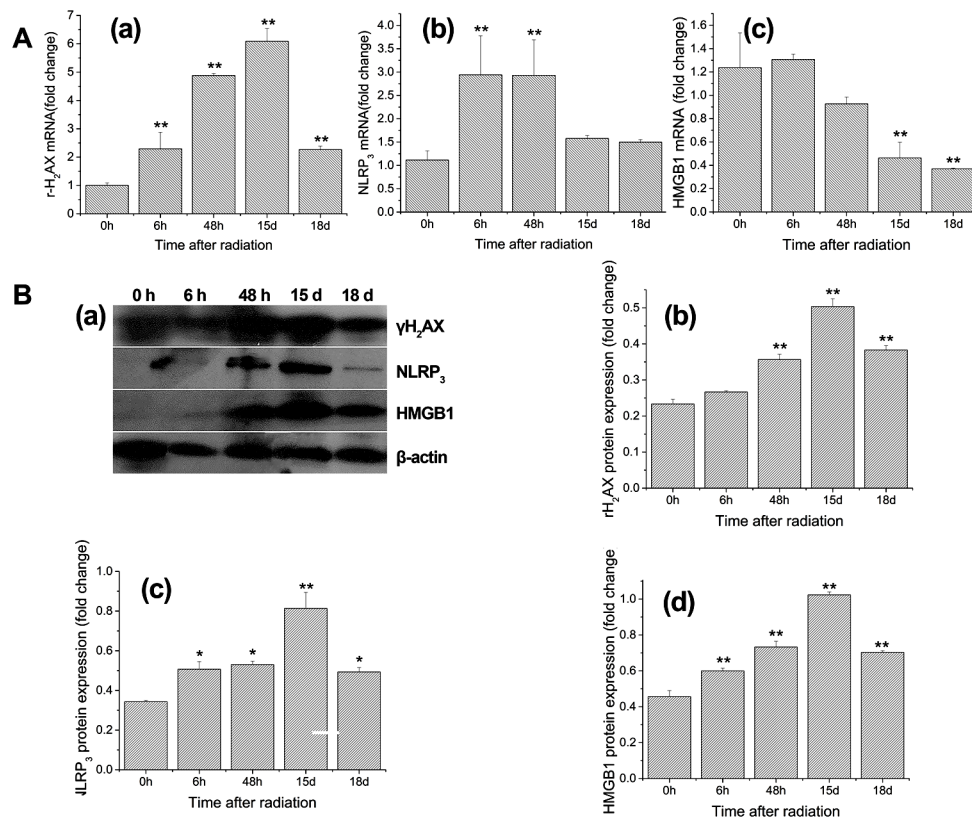 A
(a)
r-H₂AX mRNA(fold change)
7
6
5
4
3
2
1
0
**
**
**
**
0h 6h 48h 15d 18d
Time after radiation
(b)
NLRP₃ mRNA(fold change)
4.0
3.5
3.0
2.5
2.0
1.5
1.0
0.5
0.0
**
**
0h 6h 48h 15d 18d
Time after radiation
(c)
HMGB1 mRNA (fold change)
1.6
1.4
1.2
1.0
0.8
0.6
0.4
0.2
0.0
**
**
0h 6h 48h 15d 18d
Time after radiation
B
(a)
0 h 6 h 48 h 15 d 18 d
γH₂AX
NLRP₃
HMGB1
β-actin
(b)
rH₂AX protein expression (fold change)
0.5
0.4
0.3
0.2
0.1
0.0
**
**
**
0h 6h 48h 15d 18d
Time after radiation
(c)
NLRP₃ protein expression (fold change)
1.0
0.8
0.6
0.4
0.2
0.0
*
*
**
*
0h 6h 48h 15d 18d
Time after radiation
(d)
HMGB1 protein expression (fold change
1.0
0.8
0.6
0.4
0.2
0.0
**
**
**
**
0h 6h 48h 15d 18d
Time after radiation